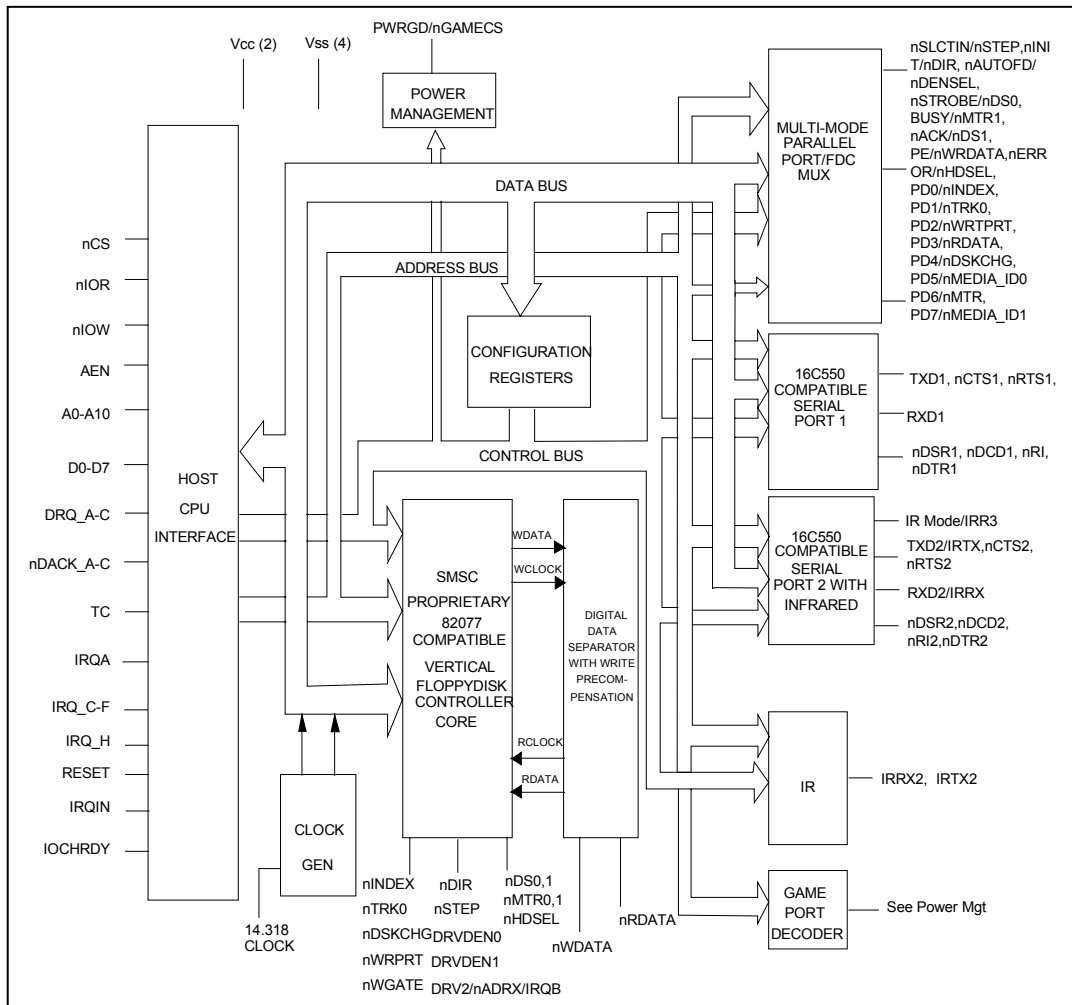 PWRGD/nGAMECS
Vcc (2)
Vss (4)
POWER
MANAGEMENT
DATA BUS
ADDRESS BUS
CONFIGURATION
REGISTERS
CONTROL BUS
nCS
nIOR
nIOW
AEN
A0-A10
D0-D7
DRQ_A-C
nDACK_A-C
TC
IRQA
IRQ_C-F
IRQ_H
RESET
IRQIN
IOCHRDY
HOST
CPU
INTERFACE
CLOCK
GEN
14.318
CLOCK
SMSC
PROPRIETARY
82077
COMPATIBLE
VERTICAL
FLOPPYDISK
CONTROLLER
CORE
WDATA
WCLOCK
RCLOCK
RDATA
DIGITAL
DATA
SEPARATOR
WITH WRITE
PRECOM-
PENSATION
nINDEX
nTRK0
nDSKCHG
nWRPRT
nWGATE
nDIR
nSTEP
DRVDEN0
DRVDEN1
DRV2/nADRX/IRQB
nDS0,1
nMTR0,1
nHDSEL
nWDATA
nRDATA
MULTI-MODE
PARALLEL
PORT/FDC
MUX
nSLCTIN/nSTEP,nINI
T/nDIR, nAUTOFD/
nDENSEL,
nSTROBE/nDS0,
BUSY/nMTR1,
nACK/nDS1,
PE/nWRDATA,nERR
OR/nHDSEL,
PD0/nINDEX,
PD1/nTRK0,
PD2/nWRTPRT,
PD3/nRDATA,
PD4/nDSKCHG,
PD5/nMEDIA_ID0
PD6/nMTR,
PD7/nMEDIA_ID1
16C550
COMPATIBLE
SERIAL
PORT 1
TXD1, nCTS1, nRTS1,
RXD1
nDSR1, nDCD1, nRI,
nDTR1
16C550
COMPATIBLE
SERIAL
PORT 2 WITH
INFRARED
IR Mode/IRR3
TXD2/IRTX,nCTS2,
nRTS2
RXD2/IRRX
nDSR2,nDCD2,
nRI2,nDTR2
IR
IRRX2, IRTX2
GAME
PORT
DECODER
See Power Mgt